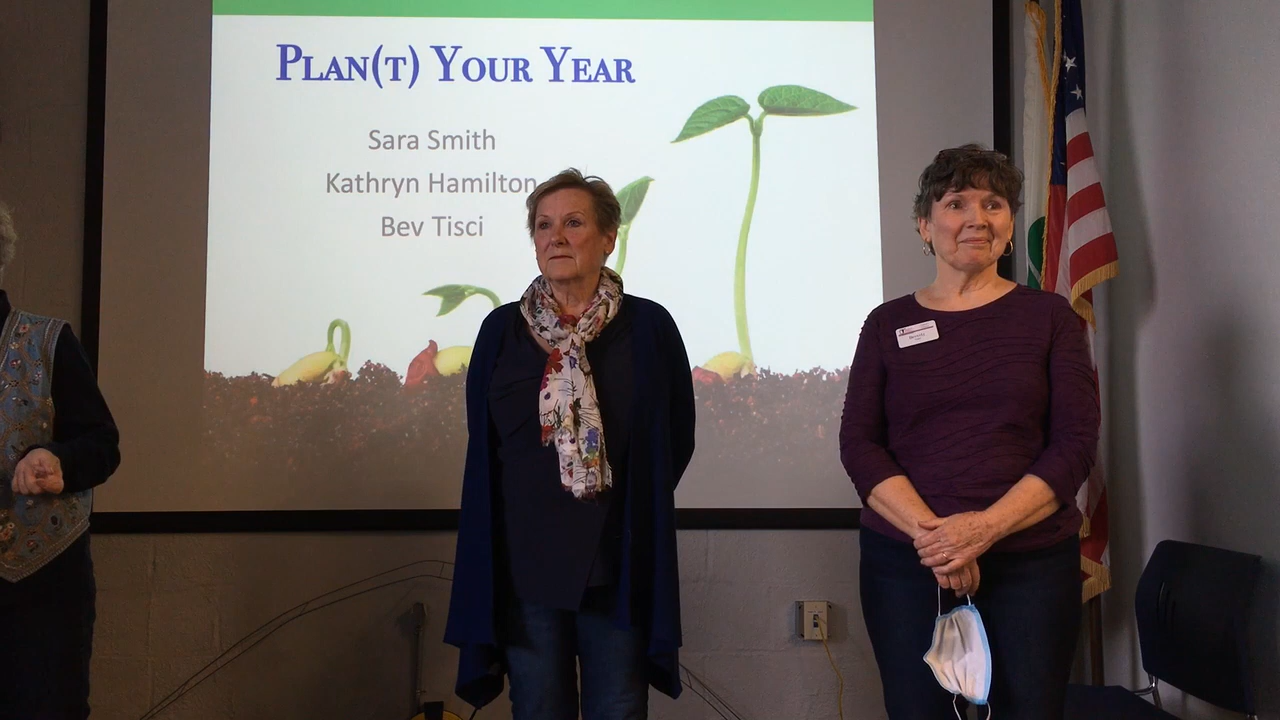 Plan(t) Your Year
Sara Smith
Kathryn Hamilton
Bev Tisci